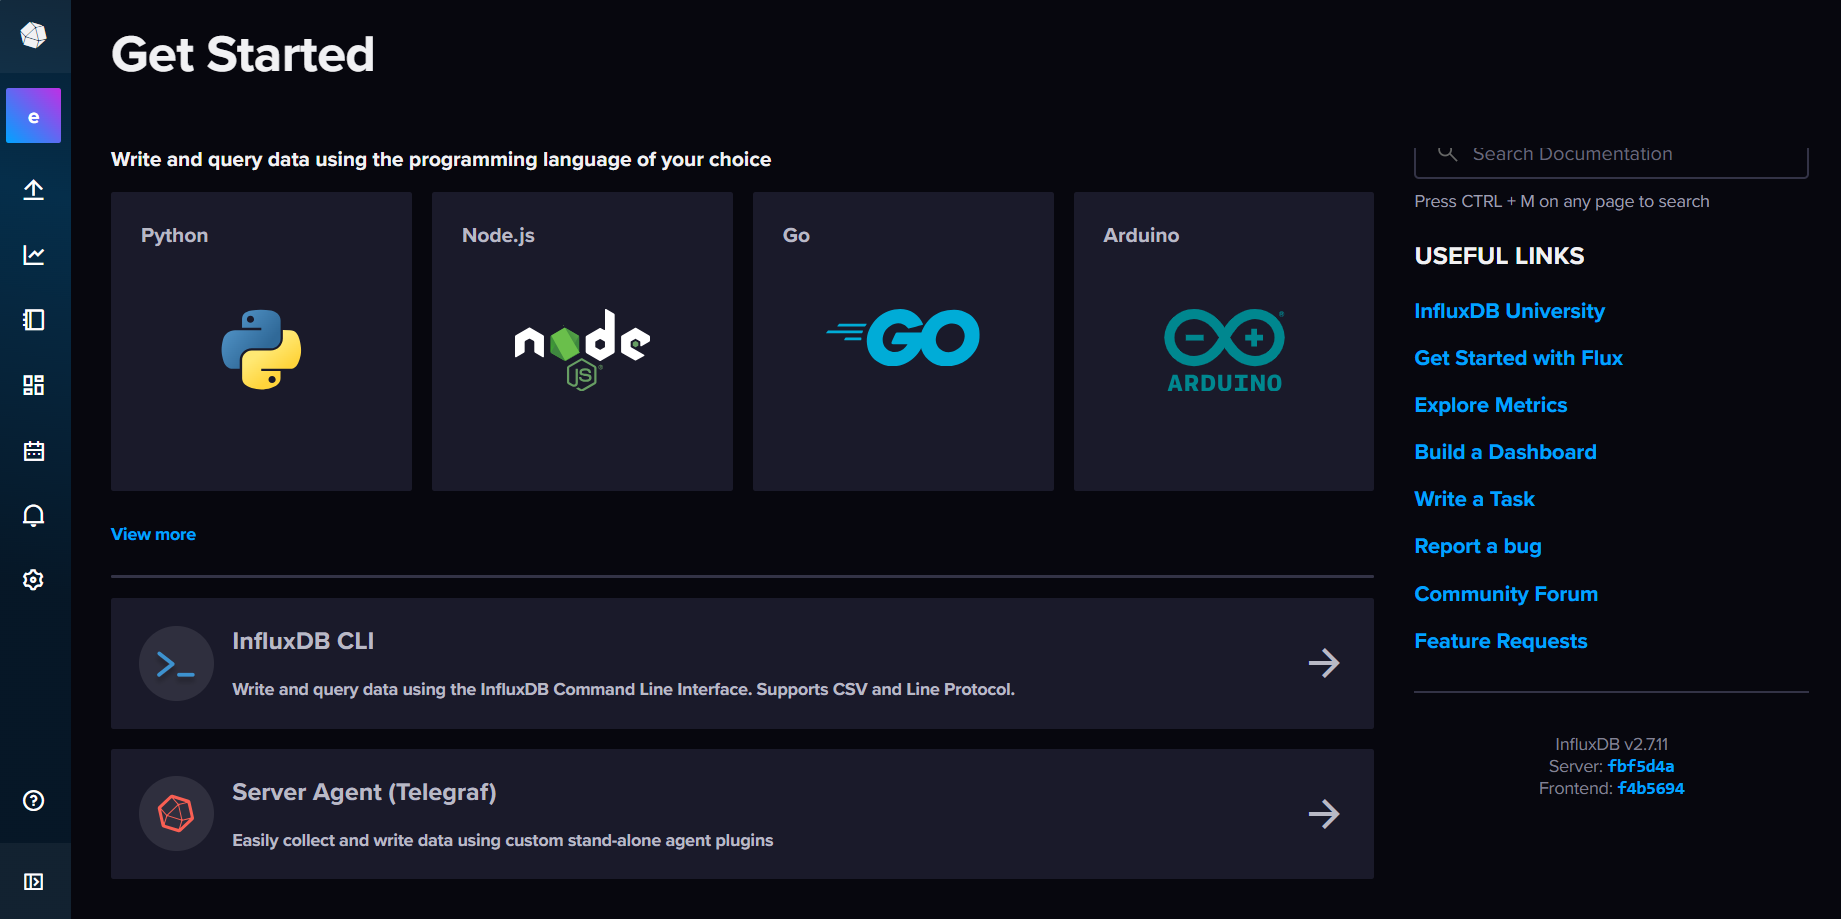 Get Started
e
Write and query data using the programming language of your choice
Python
Node.js
Go
Arduino
node
JS
GO
ARDUINO
View more
InfluxDB CLI
Write and query data using the InfluxDB Command Line Interface. Supports CSV and Line Protocol.
Server Agent (Telegraf)
Easily collect and write data using custom stand-alone agent plugins
Search Documentation
Press CTRL + M on any page to search
USEFUL LINKS
InfluxDB University
Get Started with Flux
Explore Metrics
Build a Dashboard
Write a Task
Report a bug
Community Forum
Feature Requests
InfluxDB v2.7.11
Server: fbf5d4a
Frontend: f4b5694